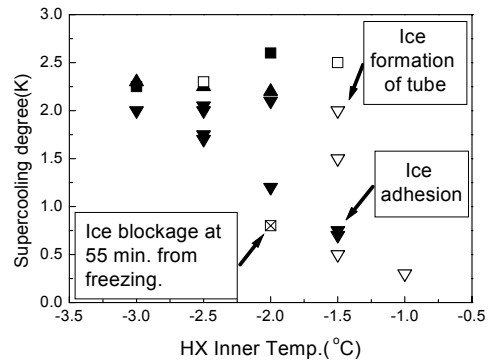 Supercooling degree(K)
3.0
2.5
2.0
1.5
1.0
0.5
0.0
Ice
formation
of tube
Ice
adhesion
Ice blockage at
55 min. from
freezing.
-3.5
-3.0
-2.5
-2.0
-1.5
-1.0
-0.5
HX Inner Temp.(°C)